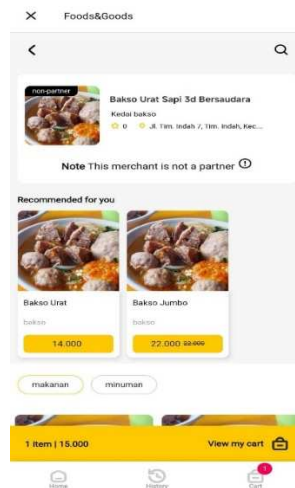 Foods&Goods
non-partner
Bakso Urat Sapi 3d Bersaudara
Kedai bakso
0 Jl. Tim. Indah 7, Tim. Indah, Kec...
Note This merchant is not a partner
Recommended for you
Bakso Urat
bakso
14.000
Bakso Jumbo
bakso
22.000
makanan
minuman
1 item | 15.000
View my cart
1
Home
History
Cart